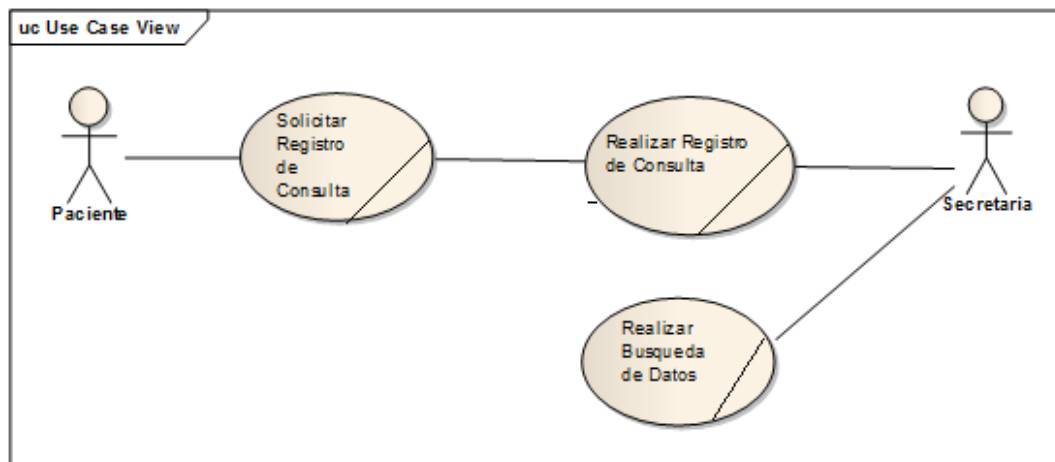 uc Use Case View
Solicitar
Registro
de
Consulta
Realizar Registro
de Consulta
Paciente
Secretaria
Realizar
Busqueda
de Datos